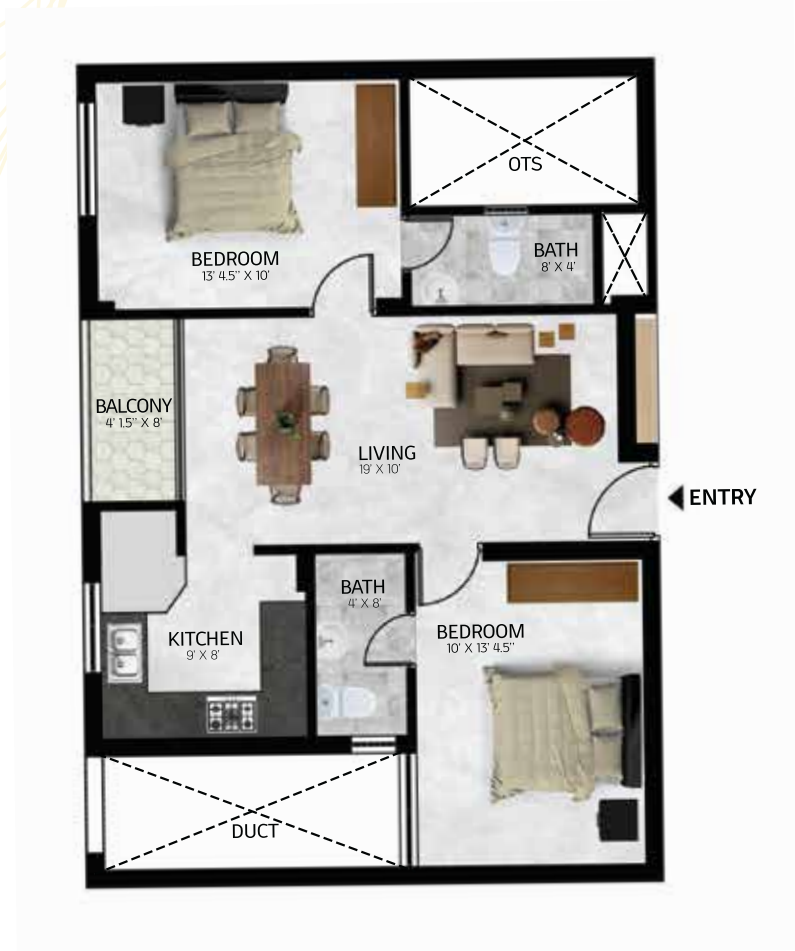 OTS
BEDROOM
13' 4.5'' X 10'
BATH
8' X 4'
BALCONY
4' 1.5'' X 8'
LIVING
19' X 10'
ENTRY
BATH
4' X 8'
KITCHEN
9' X 8'
BEDROOM
10' X 13' 4.5''
DUCT